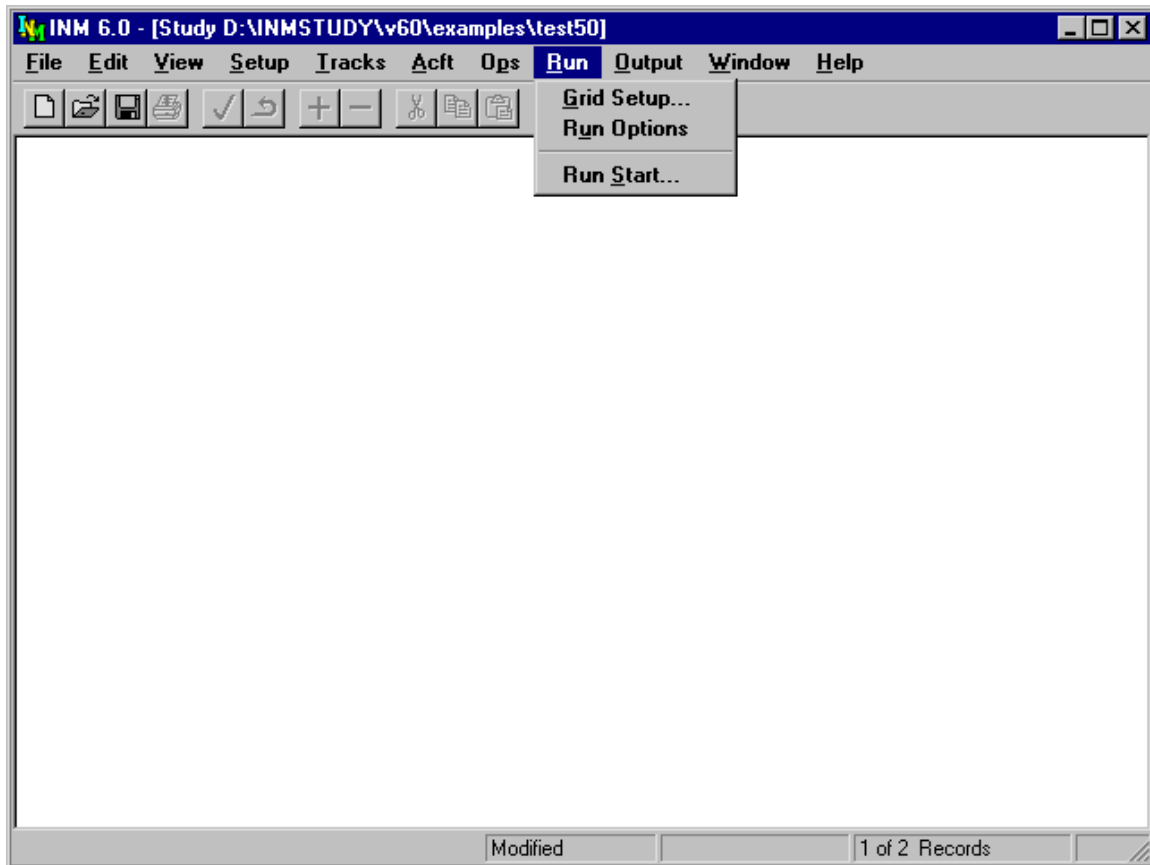 INM 6.0 - [Study D:\INMSTUDY\v60\examples\test50]
File Edit View Setup Tracks Acft Ops Run Output Window Help
Grid Setup...
Run Options
Run Start...
Modified 1 of 2 Records